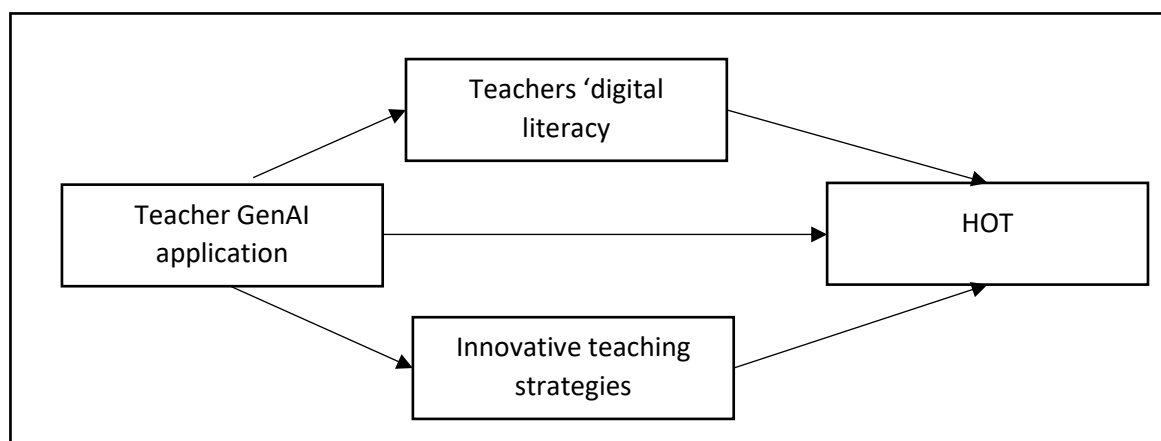 Teachers ‘digital
literacy
Teacher GenAI
application
HOT
Innovative teaching
strategies